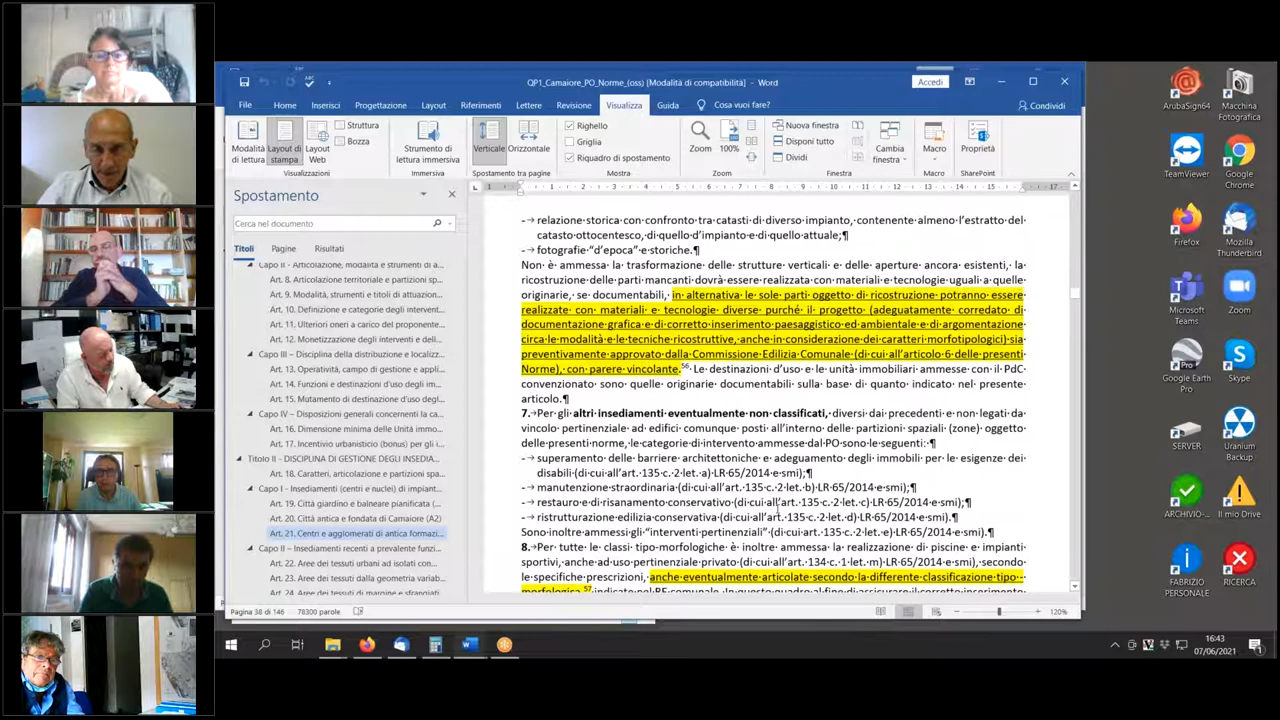 QP1_Camaiore_PO_Norme_(oss) [Modalità di compatibilità] - Word
Accedi
File Home Inserisci Progettazione Layout Riferimenti Lettere Revisione Visualizza Guida Cosa vuoi fare? Condividi
Modalità di lettura
Layout di stampa
Layout Web
Struttura
Bozza
Visualizzazioni
Strumento di lettura immersiva
Immersiva
Verticale
Orizzontale
Spostamento tra pagine
Righello
Griglia
Riquadro di spostamento
Mostra
Zoom
100%
Zoom
Nuova finestra
Disponi tutto
Dividi
Cambia finestra
Finestra
Macro
Macro
Proprietà
SharePoint
Spostamento
Cerca nel documento
Titoli Pagine Risultati
Capo II - Articolazione, modalità e strumenti di a...
Art. 8. Articolazione territoriale e partizioni sp...
Art. 9. Modalità, strumenti e titoli di attuazion...
Art. 10. Definizione e categorie degli intervent...
Art. 11. Ulteriori oneri a carico del proponente
Art. 12. Monetizzazione degli interventi e dell...
Capo III – Disciplina della distribuzione e localizz...
Art. 13. Operatività, campo di gestione e appli...
Art. 14. Funzioni e destinazioni d'uso degli im...
Art. 15. Mutamento di destinazione d'uso degl...
Capo IV – Disposizioni generali concernenti la ca...
Art. 16. Dimensione minima delle Unità immo...
Art. 17. Incentivo urbanistico (bonus) per gli i...
Titolo II - DISCIPLINA DI GESTIONE DEGLI INSEDIA...
Art. 18. Caratteri, articolazione e partizioni spa...
Capo I - Insediamenti (centri e nuclei) di impiant...
Art. 19. Città giardino e balneare pianificata (...
Art. 20. Città antica e fondata di Camaiore (A2)
Art. 21. Centri e agglomerati di antica formazi...
Capo II – Insediamenti recenti a prevalente funzi...
Art. 22. Aree dei tessuti urbani ad isolati con...
Art. 23. Aree dei tessuti dalla geometria variab...
Art. 24. Aree dei tessuti di margine e sfrangiati
- → relazione storica con confronto tra catasti di diverso impianto, contenente almeno l'estratto del
catasto ottocentesco, di quello d'impianto e di quello attuale;¶
- → fotografie "d'epoca" e storiche.¶
Non è ammessa la trasformazione delle strutture verticali e delle aperture ancora esistenti, la
ricostruzione delle parti mancanti dovrà essere realizzata con materiali e tecnologie uguali a quelle
originarie, se documentabili, in alternativa le sole parti oggetto di ricostruzione potranno essere
realizzate con materiali e tecnologie diverse purché il progetto (adeguatamente corredato di
documentazione grafica e di corretto inserimento paesaggistico ed ambientale e di argomentazione
circa le modalità e le tecniche ricostruttive, anche in considerazione dei caratteri morfotipologici) sia
preventivamente approvato dalla Commissione Edilizia Comunale (di cui all'articolo 6 delle presenti
Norme), con parere vincolante.56 Le destinazioni d'uso e le unità immobiliari ammesse con il PdC
convenzionato sono quelle originarie documentabili sulla base di quanto indicato nel presente
articolo.¶
7.→Per gli altri insediamenti eventualmente non classificati, diversi dai precedenti e non legati da
vincolo pertinenziale ad edifici comunque posti all'interno delle partizioni spaziali (zone) oggetto
delle presenti norme, le categorie di intervento ammesse dal PO sono le seguenti: ¶
- → superamento delle barriere architettoniche e adeguamento degli immobili per le esigenze dei
disabili (di cui all'art. 135 c. 2 let. a) LR 65/2014 e smi);¶
- → manutenzione straordinaria (di cui all'art. 135 c. 2 let. b) LR 65/2014 e smi);¶
- → restauro e di risanamento conservativo (di cui all'art. 135 c. 2 let. c) LR 65/2014 e smi);¶
- → ristrutturazione edilizia conservativa (di cui all'art. 135 c. 2 let. d) LR 65/2014 e smi).¶
Sono inoltre ammessi gli "interventi pertinenziali" (di cui all'art. 135 c. 2 let. e) LR 65/2014 e smi).¶
8.→Per tutte le classi tipo-morfologiche è inoltre ammessa la realizzazione di piscine e impianti
sportivi, anche ad uso pertinenziale privato (di cui all'art. 134 c. 1 let. m) LR 65/2014 e smi), secondo
le specifiche prescrizioni, anche eventualmente articolate secondo la differente classificazione tipo-
morfologica,57 indicate nel RE comunale. In questo quadro al fine di assicurare il corretto inserimento
Pagina 38 di 146 78300 parole
120%
16:43
07/06/2021
ArubaSign64
Macchina Fotografica
TeamViewer
Google Chrome
Firefox
Mozilla Thunderbird
Microsoft Teams
Zoom
Google Earth Pro
Skype
SERVER
Uranium Backup
ARCHIVIO-...
Il mio Drive
FABRIZIO PERSONALE
RICERCA